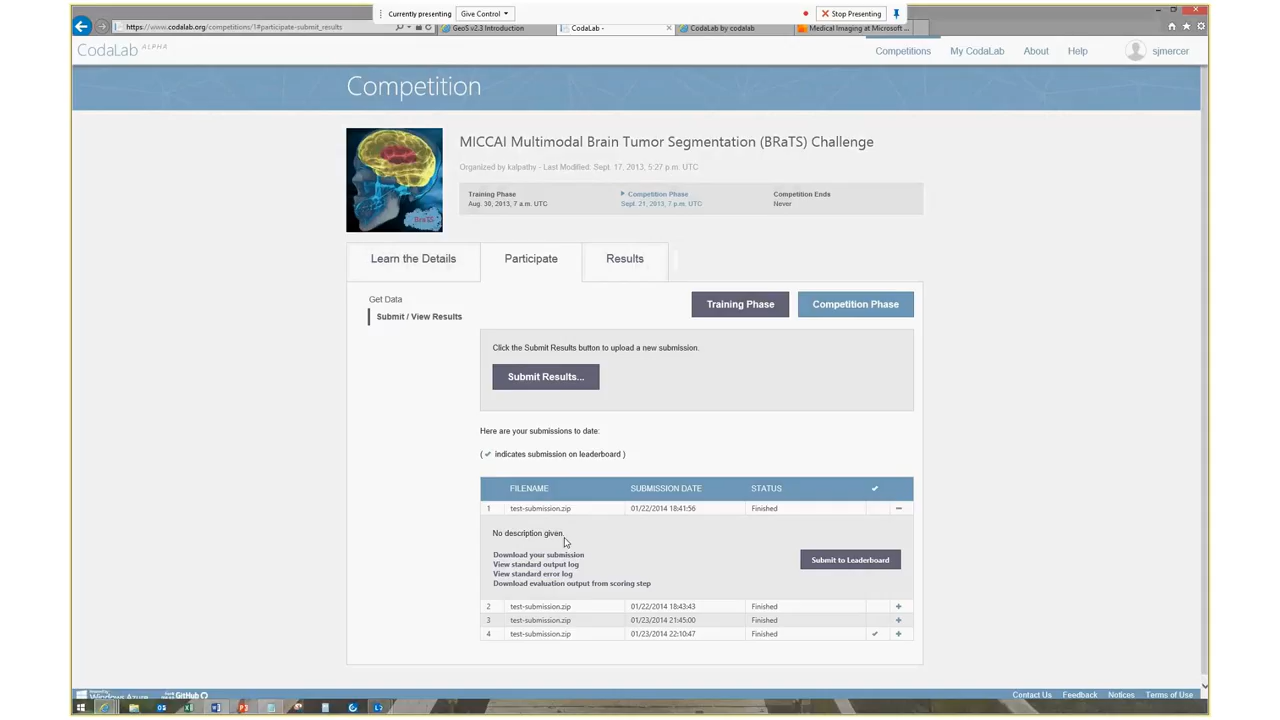 Currently presenting Give Control Stop Presenting
https://www.codalab.org/competitions/1#participate-submit_results GeoS v2.3 Introduction CodaLab - CodaLab by codalab Medical Imaging at Microsoft ...
CodaLab ALPHA Competitions My CodaLab About Help sjmercer
Competition
MICCAI Multimodal Brain Tumor Segmentation (BRaTS) Challenge
Organized by kalpathy - Last Modified: Sept. 17, 2013, 5:27 p.m. UTC
Training Phase Competition Phase Competition Ends
Aug. 30, 2013, 7 a.m. UTC Sept. 21, 2013, 7 p.m. UTC Never
BraTS
Learn the Details Participate Results
Get Data Training Phase Competition Phase
Submit / View Results
Click the Submit Results button to upload a new submission.
Submit Results...
Here are your submissions to date:
( ✔ indicates submission on leaderboard )
FILENAME SUBMISSION DATE STATUS ✔
1 test-submission.zip 01/22/2014 18:41:56 Finished −
No description given.
Download your submission
View standard output log Submit to Leaderboard
View standard error log
Download evaluation output from scoring step
2 test-submission.zip 01/22/2014 18:43:43 Finished +
3 test-submission.zip 01/23/2014 21:45:00 Finished +
4 test-submission.zip 01/23/2014 22:10:47 Finished ✔ +
Windows Azure GitHub Contact Us Feedback Notices Terms of Use